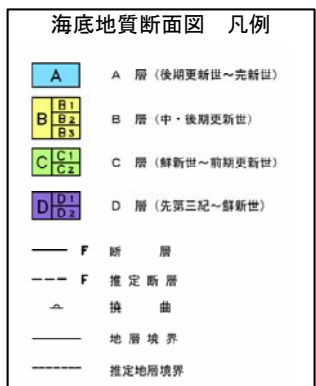 海底地質断面図 凡例
A A 層(後期更新世~完新世)
B B1 B2 B3 B 層(中・後期更新世)
C C1 C2 C 層(鮮新世~前期更新世)
D D1 D2 D 層(先第三紀~鮮新世)
F 断層
F 推定断層
撓曲
地層境界
推定地層境界